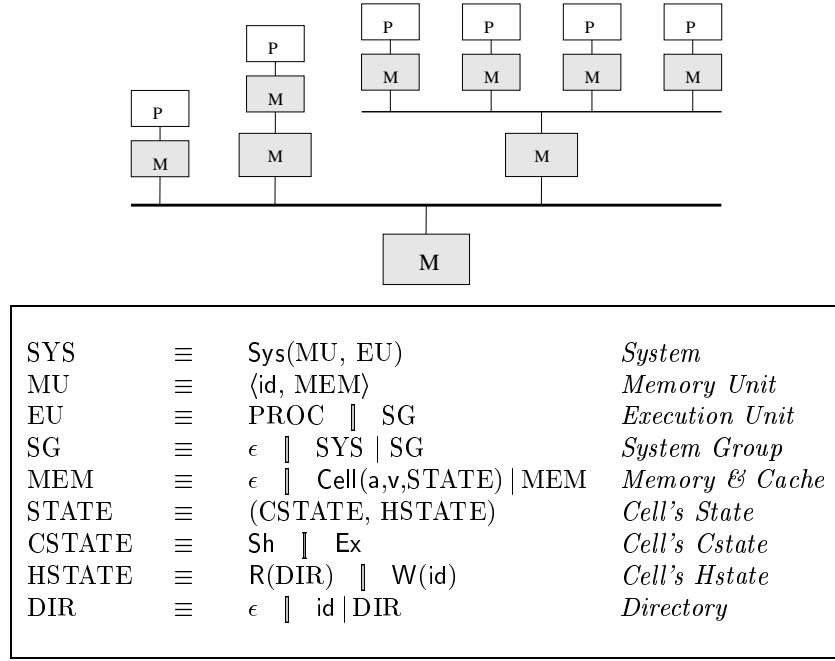 P P P P
P
M M M M
M
P
M M M
M
M
SYS ≡ Sys(MU, EU) System
MU ≡ ⟨id, MEM⟩ Memory Unit
EU ≡ PROC ⫿ SG Execution Unit
SG ≡ ϵ ⫿ SYS | SG System Group
MEM ≡ ϵ ⫿ Cell(a,v,STATE) | MEM Memory & Cache
STATE ≡ (CSTATE, HSTATE) Cell's State
CSTATE ≡ Sh ⫿ Ex Cell's Cstate
HSTATE ≡ R(DIR) ⫿ W(id) Cell's Hstate
DIR ≡ ϵ ⫿ id | DIR Directory